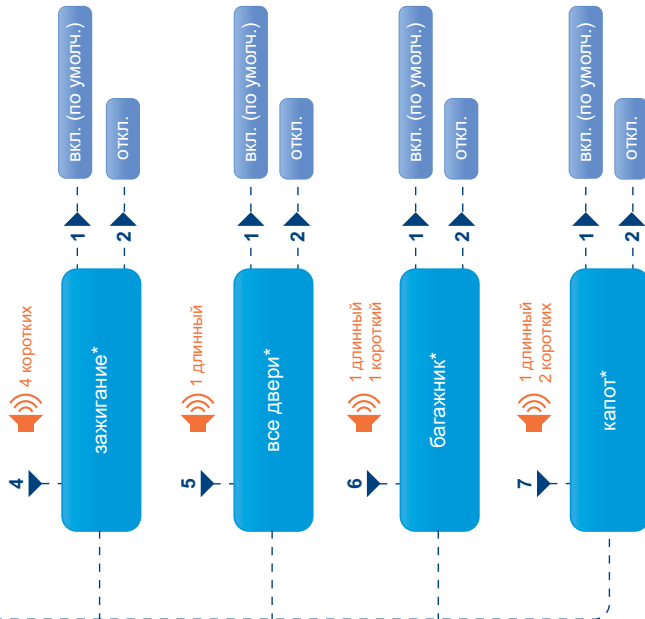 4
4 коротких
зажигание*
1
вкл. (по умолч.)
2
откл.
5
1 длинный
все двери*
1
вкл. (по умолч.)
2
откл.
6
1 длинный
1 короткий
багажник*
1
вкл. (по умолч.)
2
откл.
7
1 длинный
2 коротких
капот*
1
вкл. (по умолч.)
2
откл.